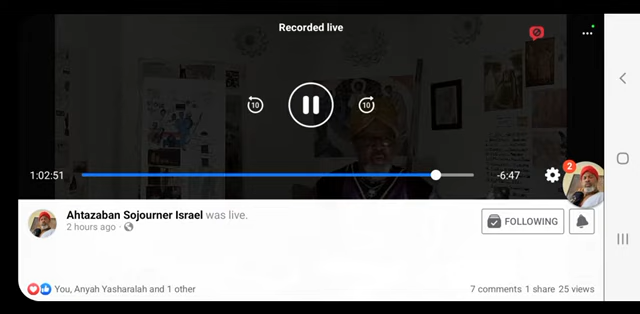 Recorded live
10
10
1:02:51
-6:47
2
Ahtazaban Sojourner Israel was live.
2 hours ago ·
FOLLOWING
You, Anyah Yasharalah and 1 other
7 comments 1 share 25 views